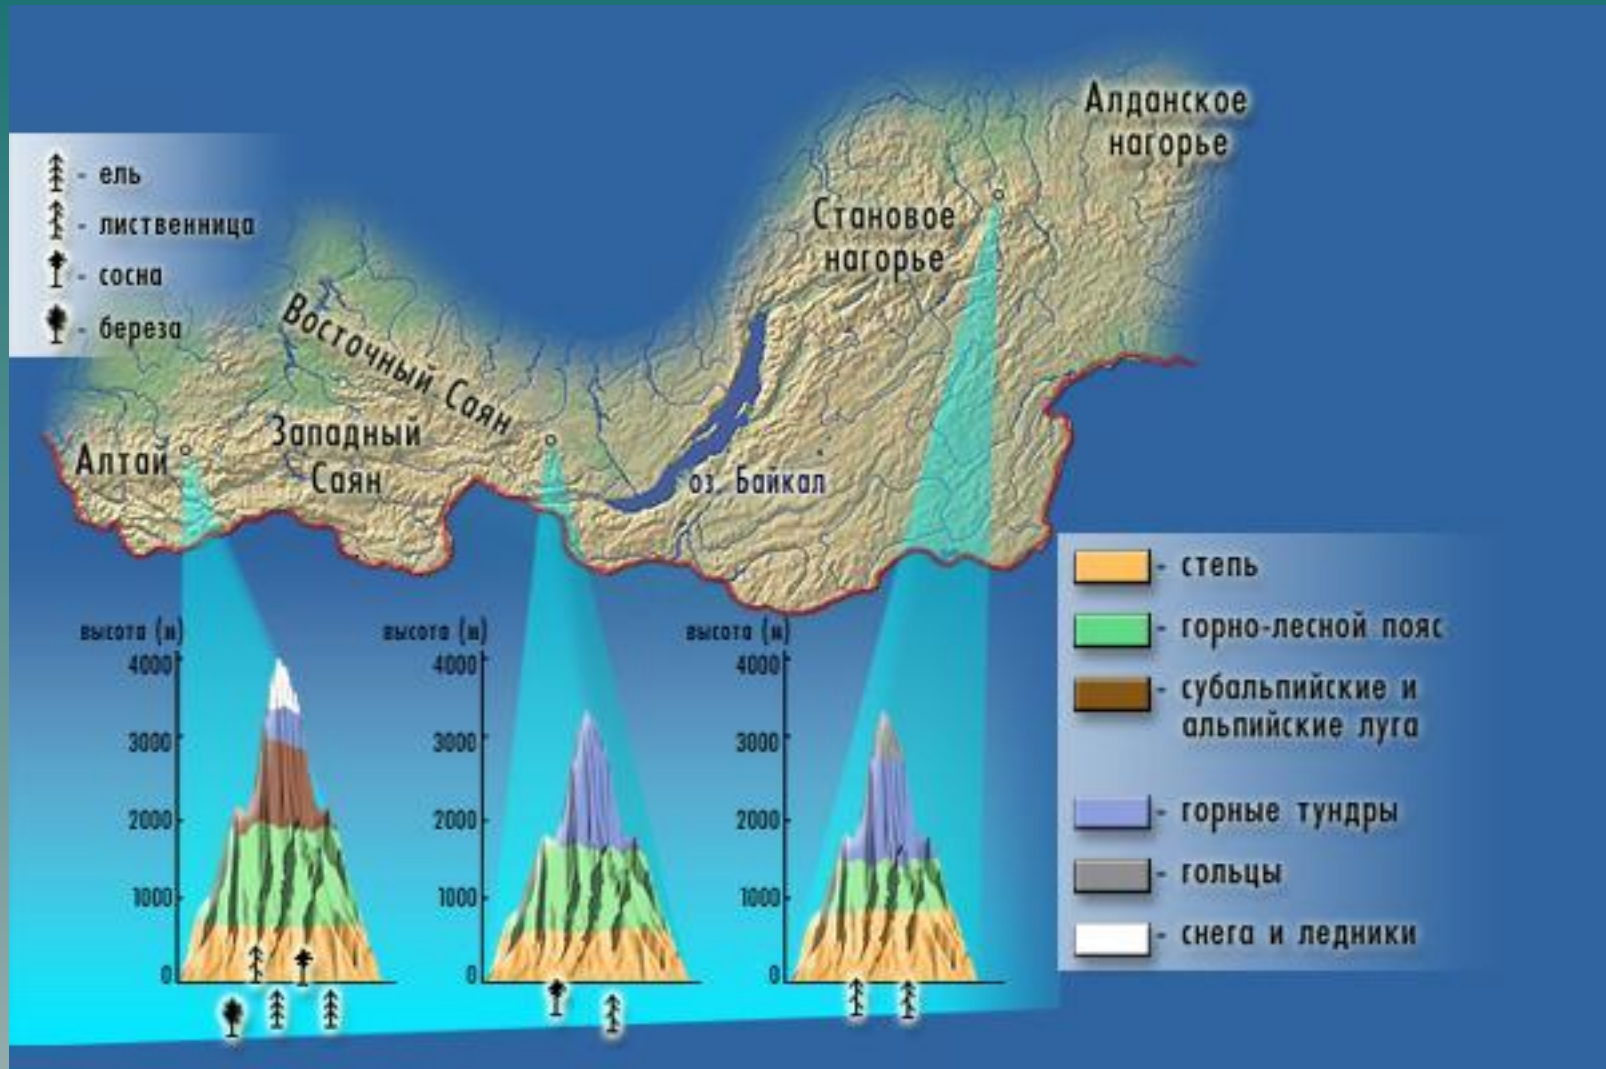 - ель
- лиственница
- сосна
- береза
Алданское
нагорье
Становое
нагорье
Восточный Саян
Западный
Саян
Алтай
оз. Байкал
высота (м)
4000
3000
2000
1000
0
высота (м)
4000
3000
2000
1000
0
высота (м)
4000
3000
2000
1000
0
- степь
- горно-лесной пояс
- субальпийские и
альпийские луга
- горные тундры
- гольцы
- снега и ледники